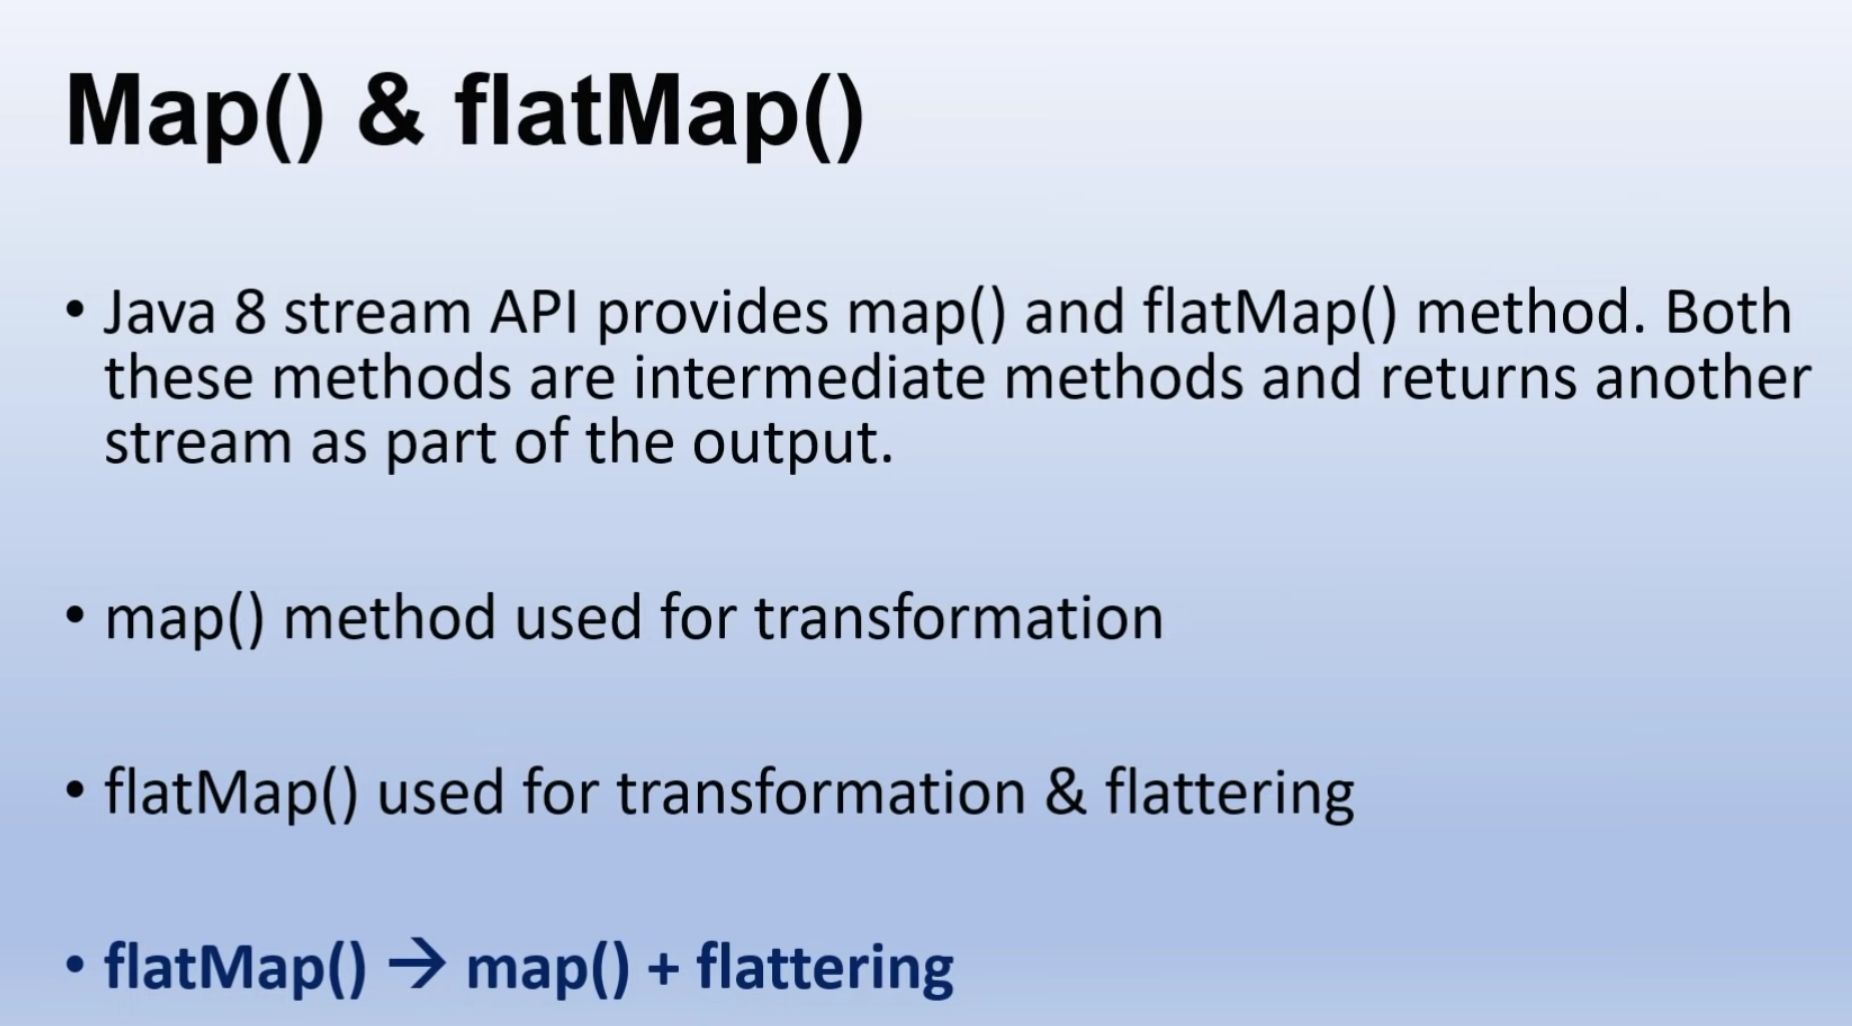 Map() & flatMap()
• Java 8 stream API provides map() and flatMap() method. Both
these methods are intermediate methods and returns another
stream as part of the output.
• map() method used for transformation
• flatMap() used for transformation & flattering
• flatMap() → map() + flattering